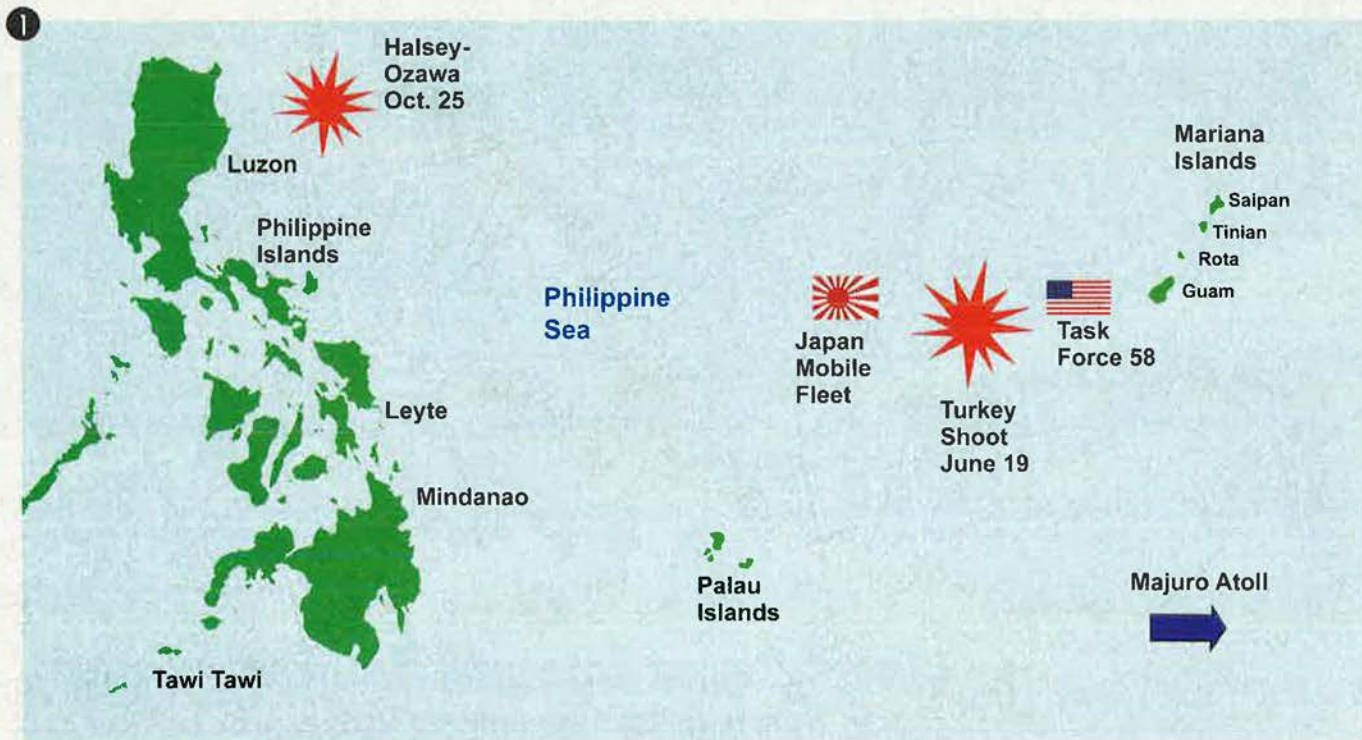 1
Halsey-
Ozawa
Oct. 25
Luzon
Philippine
Islands
Philippine
Sea
Leyte
Mindanao
Tawi Tawi
Palau
Islands
Japan
Mobile
Fleet
Turkey
Shoot
June 19
Task
Force 58
Mariana
Islands
Saipan
Tinian
Rota
Guam
Majuro Atoll